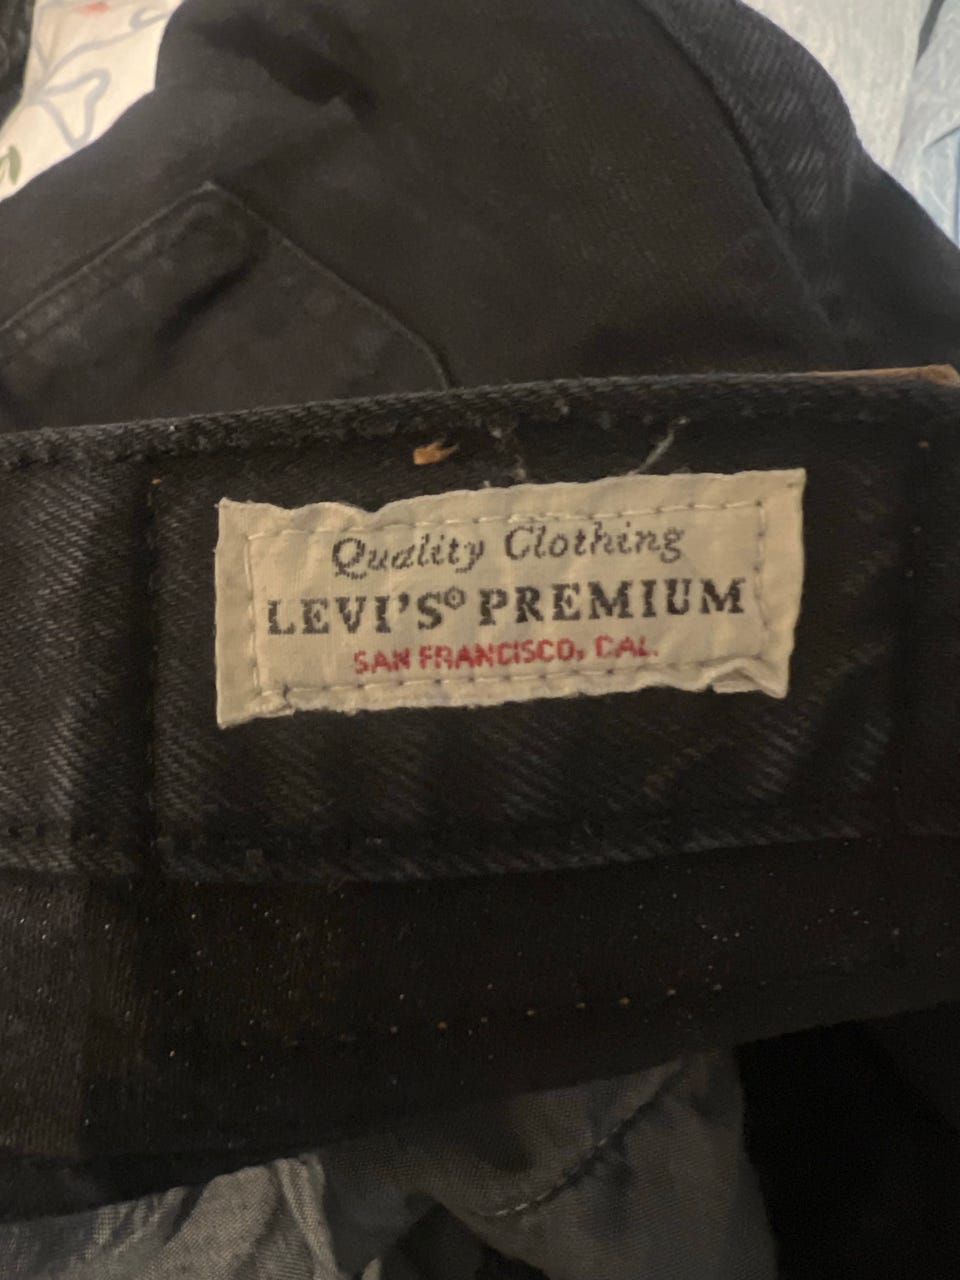 Quality Clothing
LEVI'S® PREMIUM
SAN FRANCISCO, CAL.